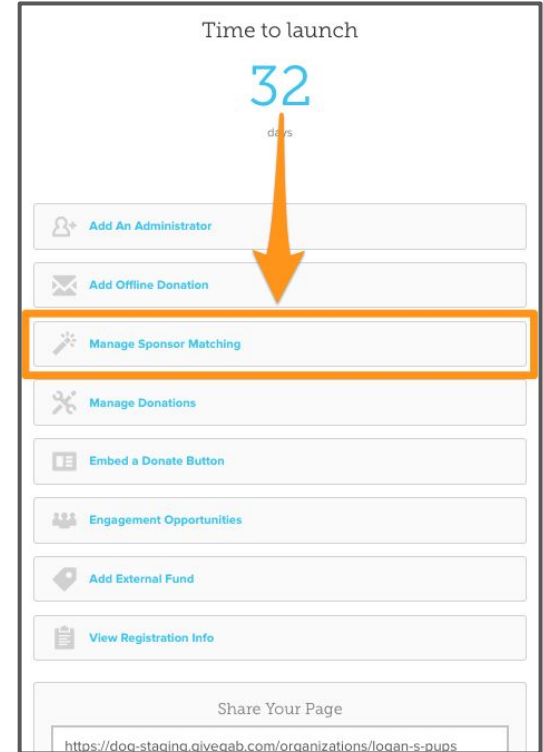 Time to launch
32
days
Add An Administrator
Add Offline Donation
Manage Sponsor Matching
Manage Donations
Embed a Donate Button
Engagement Opportunities
Add External Fund
View Registration Info
Share Your Page
https://dog-staging.givegab.com/organizations/logan-s-pups